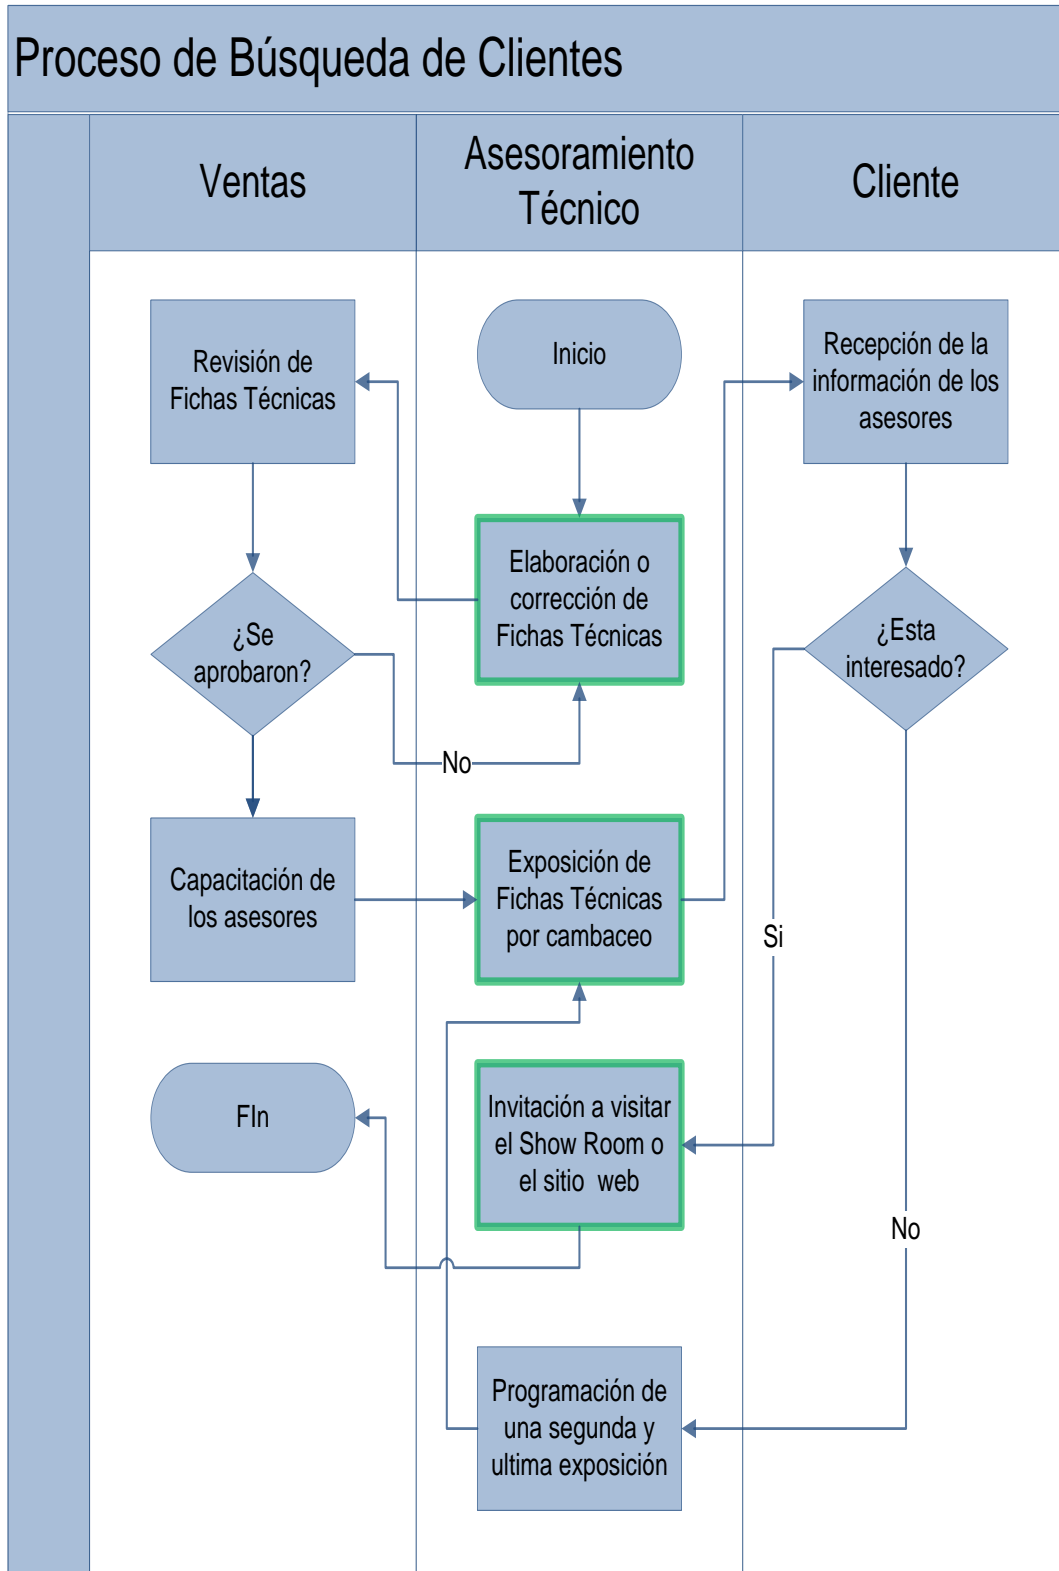 Proceso de Búsqueda de Clientes
Ventas
Asesoramiento
Técnico
Cliente
Revisión de
Fichas Técnicas
Inicio
Recepción de la
información de los
asesores
Elaboración o
corrección de
Fichas Técnicas
¿Se
aprobaron?
¿Esta
interesado?
No
Capacitación de
los asesores
Exposición de
Fichas Técnicas
por cambaceo
Si
FIn
Invitación a visitar
el Show Room o
el sitio  web
No
Programación de
una segunda y
ultima exposición